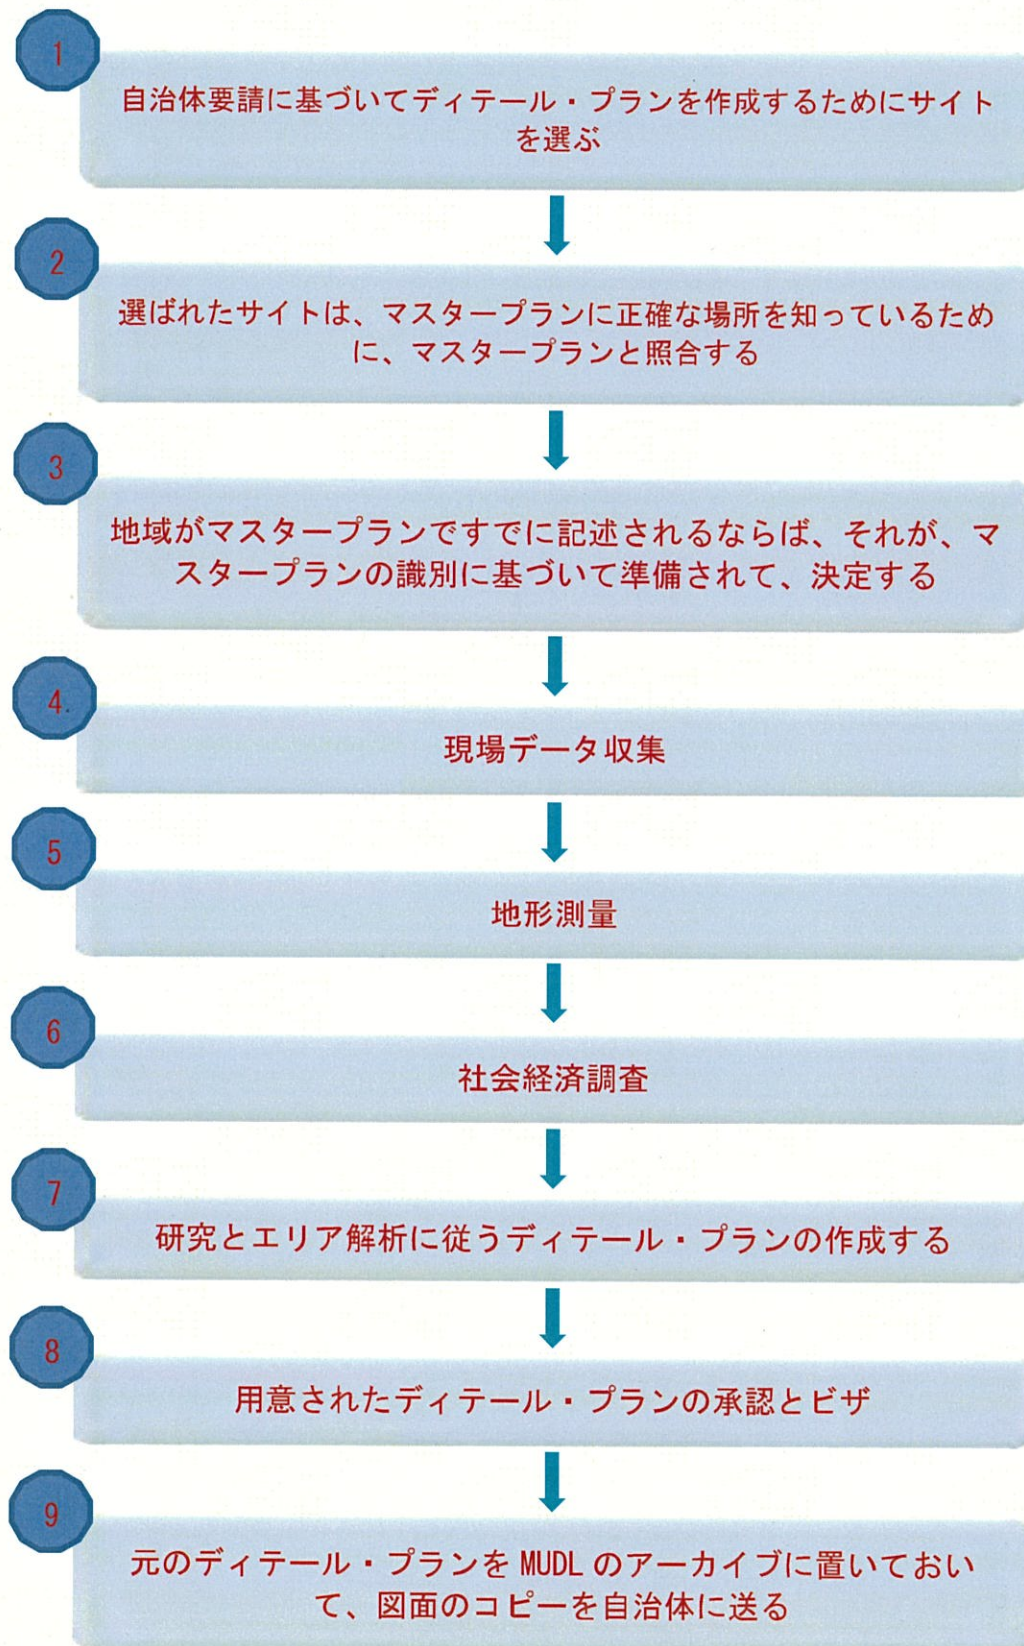 1
自治体要請に基づいてディテール・プランを作成するためにサイト
を選ぶ
2
選ばれたサイトは、マスタープランに正確な場所を知っているため
に、マスタープランと照合する
3
地域がマスタープランですでに記述されるならば、それが、マ
スタープランの識別に基づいて準備されて、決定する
4.
現場データ収集
5
地形測量
6
社会経済調査
7
研究とエリア解析に従うディテール・プランの作成する
8
用意されたディテール・プランの承認とビザ
9
元のディテール・プランを MUDL のアーカイブに置いておい
て、図面のコピーを自治体に送る